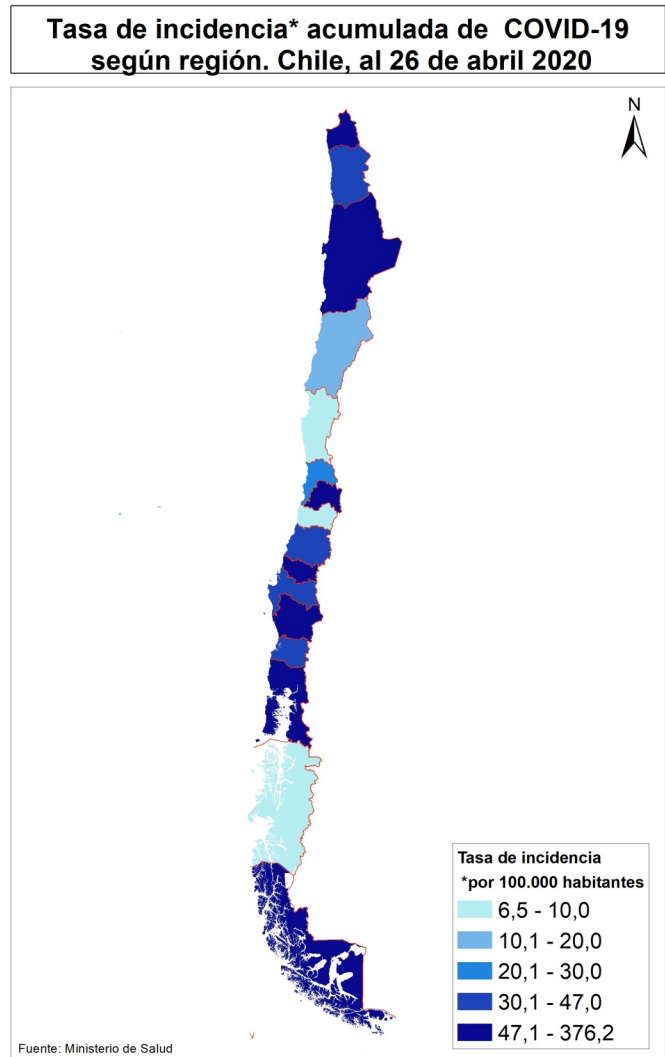 Tasa de incidencia* acumulada de COVID-19
según región. Chile, al 26 de abril 2020
N
Tasa de incidencia
*por 100.000 habitantes
6,5 - 10,0
10,1 - 20,0
20,1 - 30,0
30,1 - 47,0
47,1 - 376,2
Fuente: Ministerio de Salud